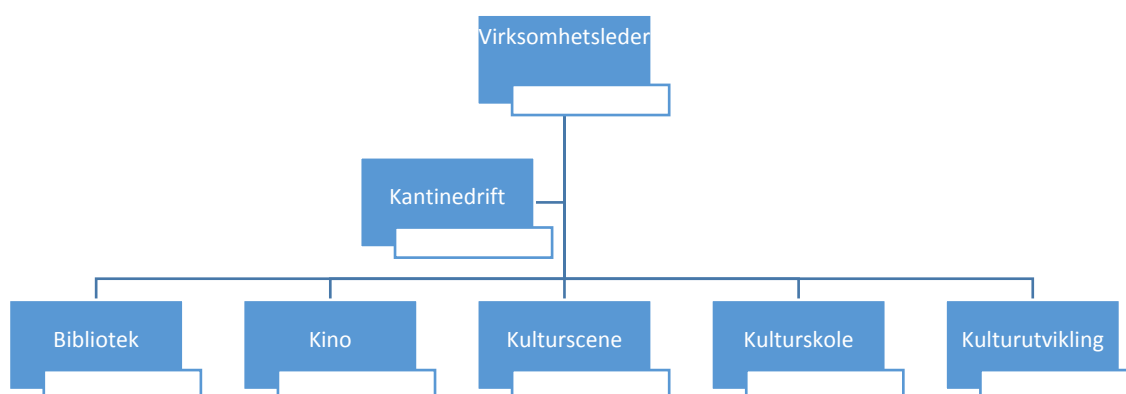 Virksomhetsleder
Kantinedrift
Bibliotek
Kino
Kulturscene
Kulturskole
Kulturutvikling